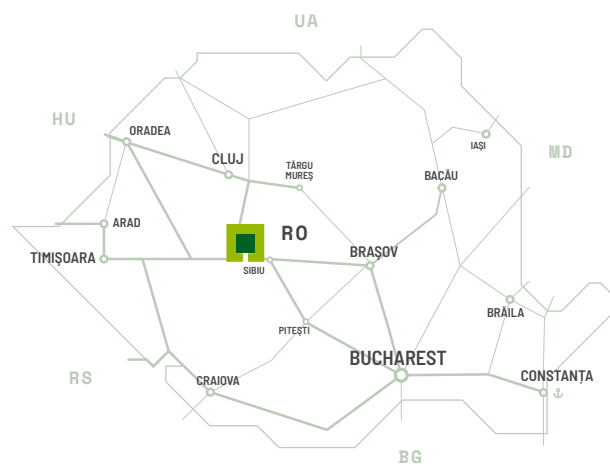 UA
HU
ORADEA
IAȘI
MD
CLUJ
TÂRGU
MUREȘ
BACĂU
ARAD
RO
TIMIȘOARA
BRAȘOV
SIBIU
BRĂILA
PITEȘTI
BUCHAREST
RS
CRAIOVA
CONSTANȚA
BG